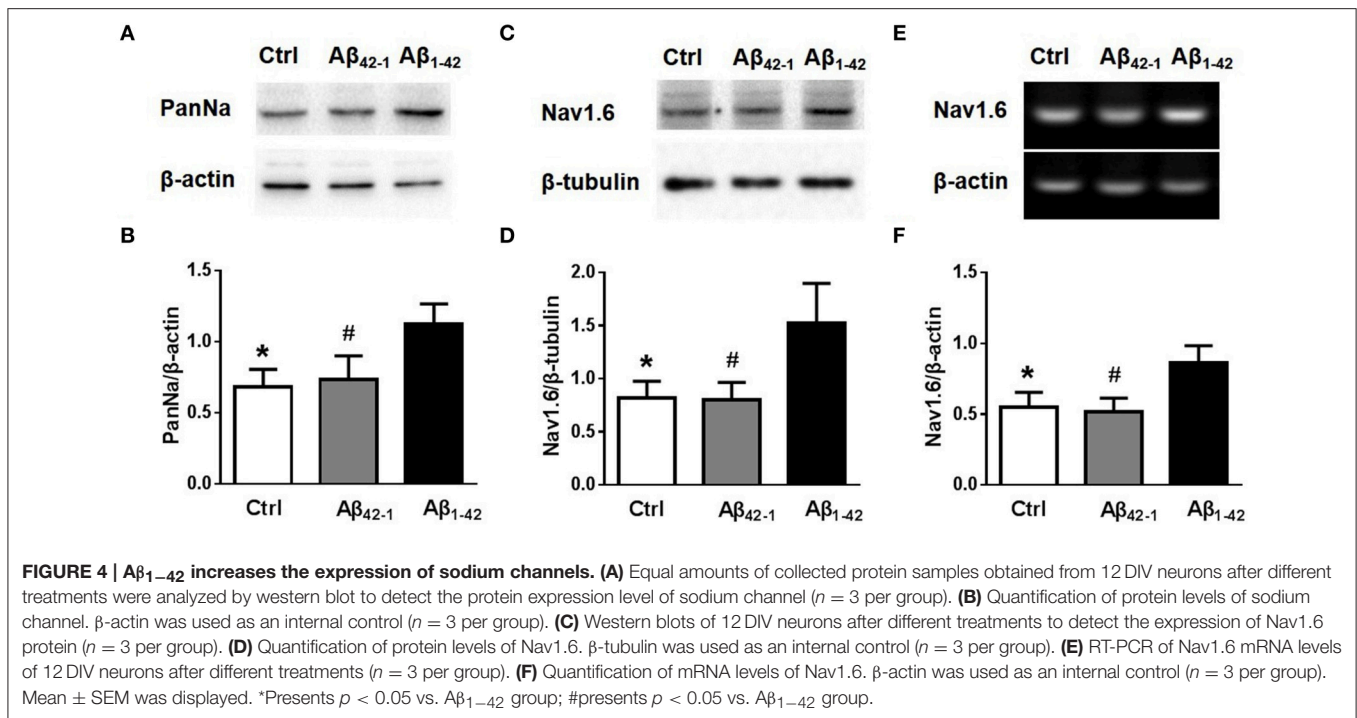 A
Ctrl Aβ42-1 Aβ1-42
PanNa
β-actin
C
Ctrl Aβ42-1 Aβ1-42
Nav1.6
β-tubulin
E
Ctrl Aβ42-1 Aβ1-42
Nav1.6
β-actin
B
PanNa/β-actin
1.5
1.0
0.5
0.0
*
#
Ctrl
Aβ42-1
Aβ1-42
D
Nav1.6/β-tubulin
2.0
1.5
1.0
0.5
0.0
*
#
Ctrl
Aβ42-1
Aβ1-42
F
Nav1.6/β-actin
1.5
1.0
0.5
0.0
*
#
Ctrl
Aβ42-1
Aβ1-42
FIGURE 4 | Aβ1−42 increases the expression of sodium channels. (A) Equal amounts of collected protein samples obtained from 12 DIV neurons after different
treatments were analyzed by western blot to detect the protein expression level of sodium channel (n = 3 per group). (B) Quantification of protein levels of sodium
channel. β-actin was used as an internal control (n = 3 per group). (C) Western blots of 12 DIV neurons after different treatments to detect the expression of Nav1.6
protein (n = 3 per group). (D) Quantification of protein levels of Nav1.6. β-tubulin was used as an internal control (n = 3 per group). (E) RT-PCR of Nav1.6 mRNA levels
of 12 DIV neurons after different treatments (n = 3 per group). (F) Quantification of mRNA levels of Nav1.6. β-actin was used as an internal control (n = 3 per group).
Mean ± SEM was displayed. *Presents p < 0.05 vs. Aβ1−42 group; #presents p < 0.05 vs. Aβ1−42 group.